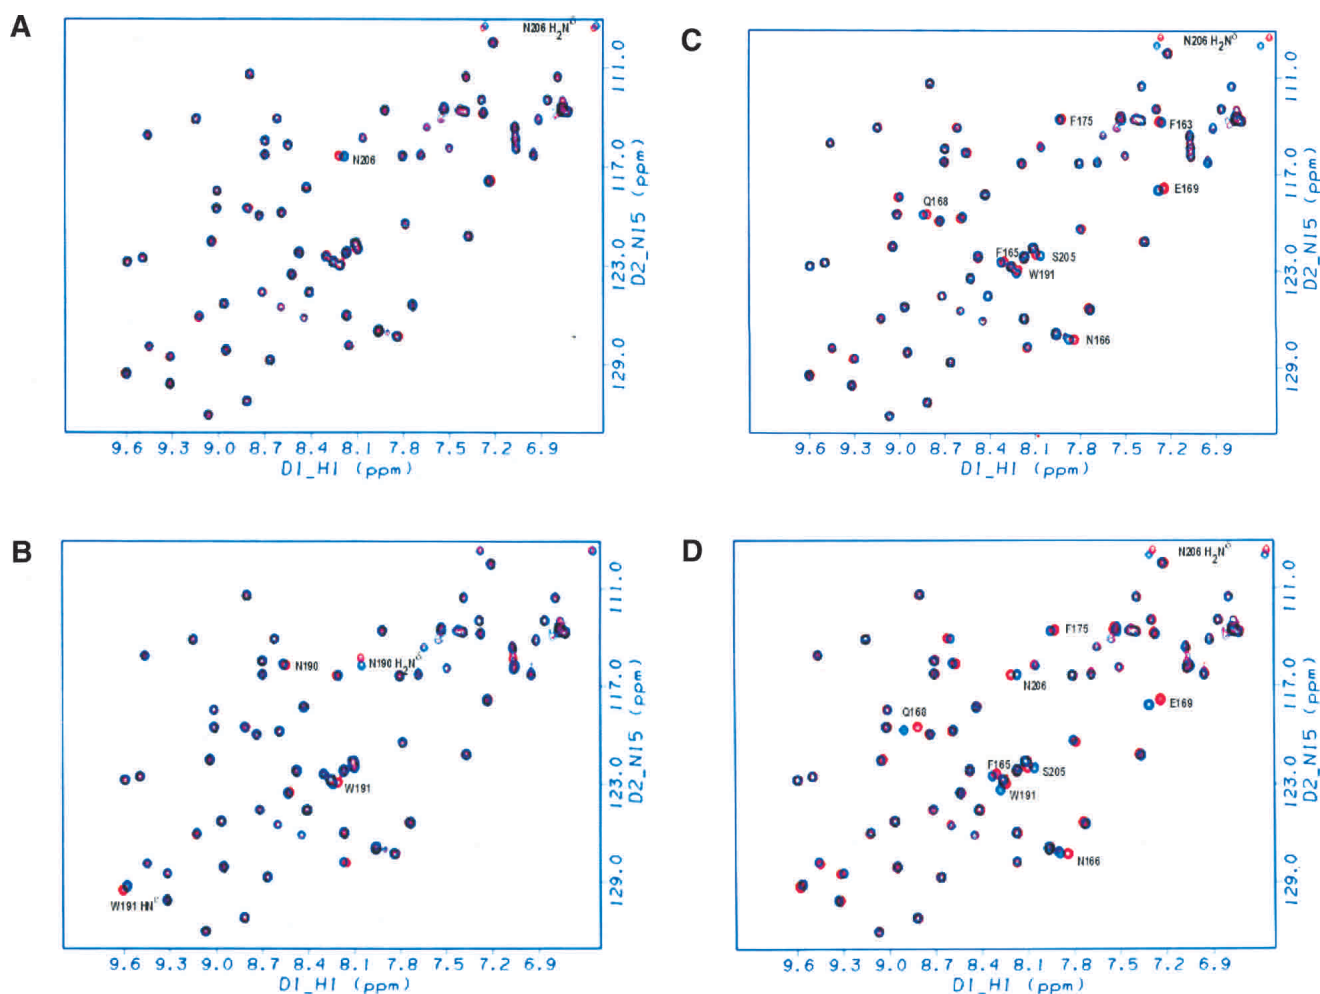 A
N206 H2Nδ
N206
111.0
117.0
123.0
129.0
D2_N15 (ppm)
9.6 9.3 9.0 8.7 8.4 8.1 7.8 7.5 7.2 6.9
D1_H1 (ppm)
B
N190
N190 H2Nδ
W191
W191 HNε
111.0
117.0
123.0
129.0
D2_N15 (ppm)
9.6 9.3 9.0 8.7 8.4 8.1 7.8 7.5 7.2 6.9
D1_H1 (ppm)
C
N206 H2Nδ
F175
F163
E169
Q168
F165
S205
W191
N166
111.0
117.0
123.0
129.0
D2_N15 (ppm)
9.6 9.3 9.0 8.7 8.4 8.1 7.8 7.5 7.2 6.9
D1_H1 (ppm)
D
N206 H2Nδ
F175
N206
E169
Q168
F165
S205
W191
N166
111.0
117.0
123.0
129.0
D2_N15 (ppm)
9.6 9.3 9.0 8.7 8.4 8.1 7.8 7.5 7.2 6.9
D1_H1 (ppm)